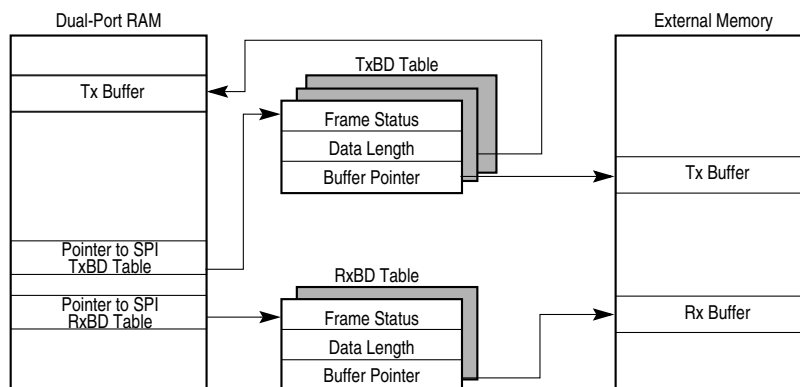 Dual-Port RAM
External Memory
TxBD Table
Tx Buffer
Frame Status
Data Length
Buffer Pointer
Tx Buffer
Pointer to SPI
TxBD Table
RxBD Table
Pointer to SPI
RxBD Table
Frame Status
Data Length
Buffer Pointer
Rx Buffer